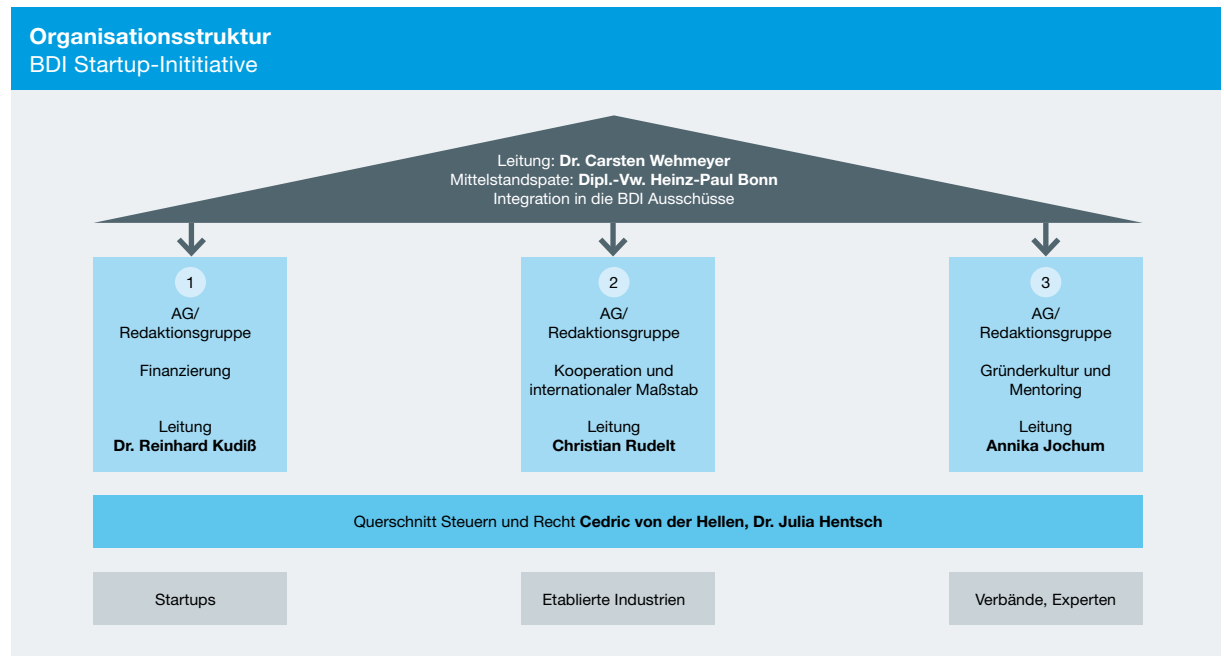 Organisationsstruktur
BDI Startup-Inititiative
Leitung: Dr. Carsten Wehmeyer
Mittelstandspate: Dipl.-Vw. Heinz-Paul Bonn
Integration in die BDI Ausschüsse
1
AG/
Redaktionsgruppe
Finanzierung
Leitung
Dr. Reinhard Kudiß
2
AG/
Redaktionsgruppe
Kooperation und
internationaler Maßstab
Leitung
Christian Rudelt
3
AG/
Redaktionsgruppe
Gründerkultur und
Mentoring
Leitung
Annika Jochum
Querschnitt Steuern und Recht Cedric von der Hellen, Dr. Julia Hentsch
Startups
Etablierte Industrien
Verbände, Experten